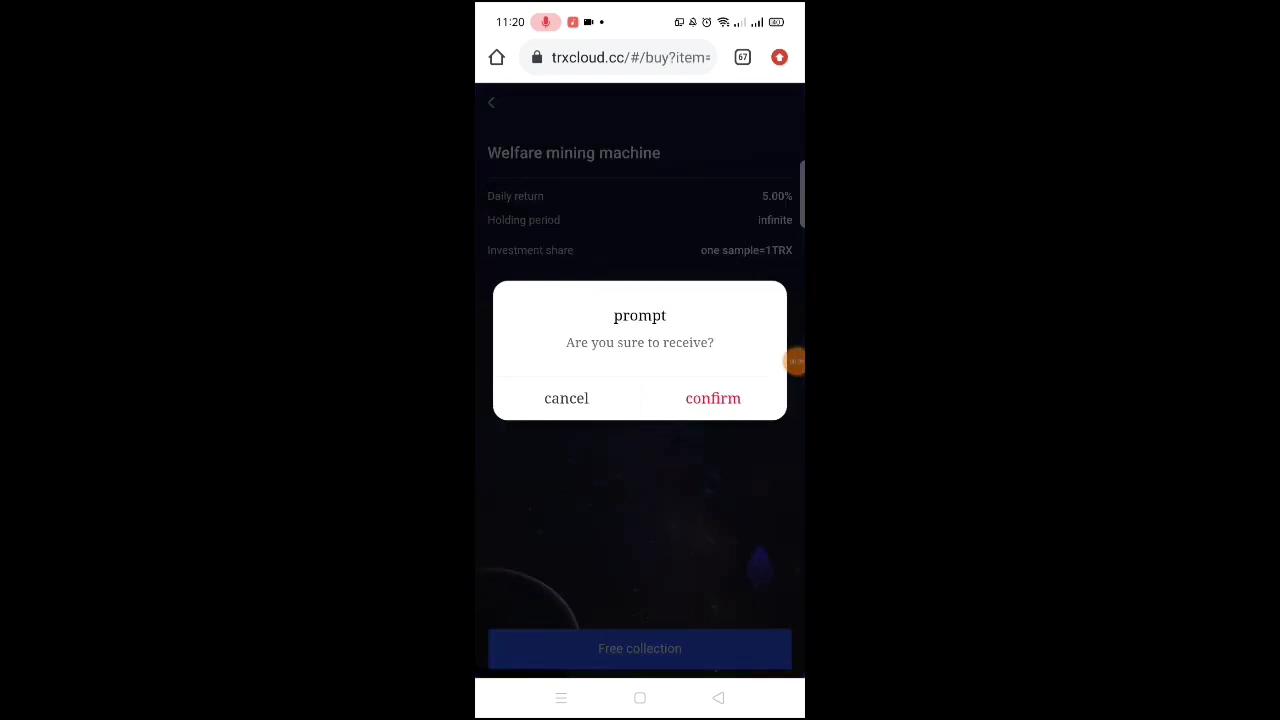 11:20
40
trxcloud.cc/#/buy?item=
67
Welfare mining machine
Daily return 5.00%
Holding period infinite
Investment share one sample=1TRX
prompt
Are you sure to receive?
cancel confirm
Free collection